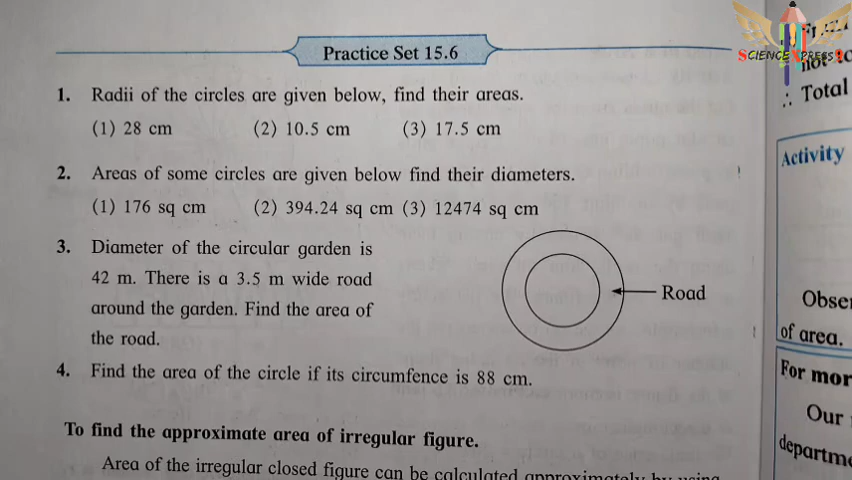 Practice Set 15.6
SCIENCEXPRESS
1. Radii of the circles are given below, find their areas.
(1) 28 cm (2) 10.5 cm (3) 17.5 cm
2. Areas of some circles are given below find their diameters.
(1) 176 sq cm (2) 394.24 sq cm (3) 12474 sq cm
3. Diameter of the circular garden is
42 m. There is a 3.5 m wide road
around the garden. Find the area of
the road.
Road
4. Find the area of the circle if its circumfence is 88 cm.
To find the approximate area of irregular figure.
Area of the irregular closed figure can be calculated approximately by using
∴ Total
Activity
Obser
of area.
For mor
Our
departme